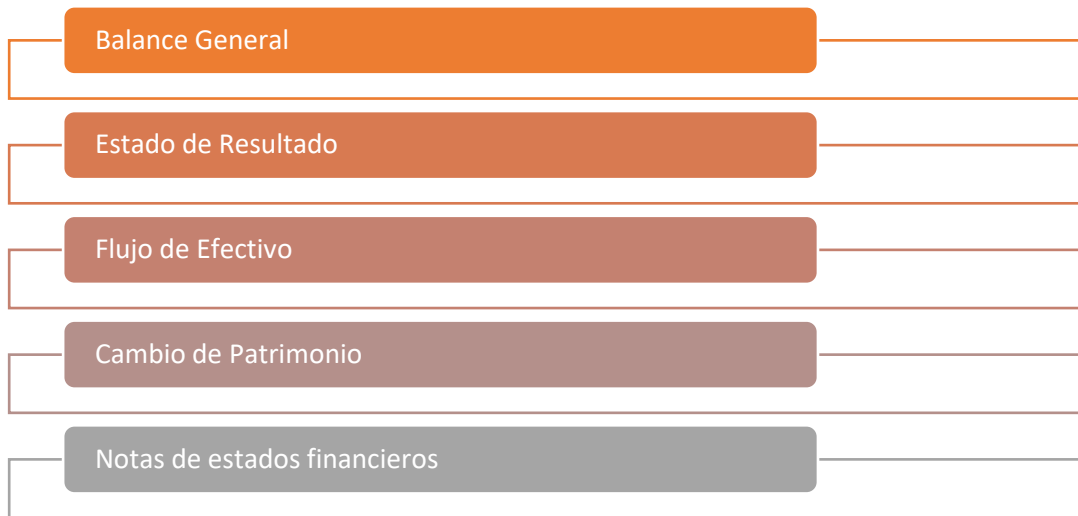 Balance General
Estado de Resultado
Flujo de Efectivo
Cambio de Patrimonio
Notas de estados financieros